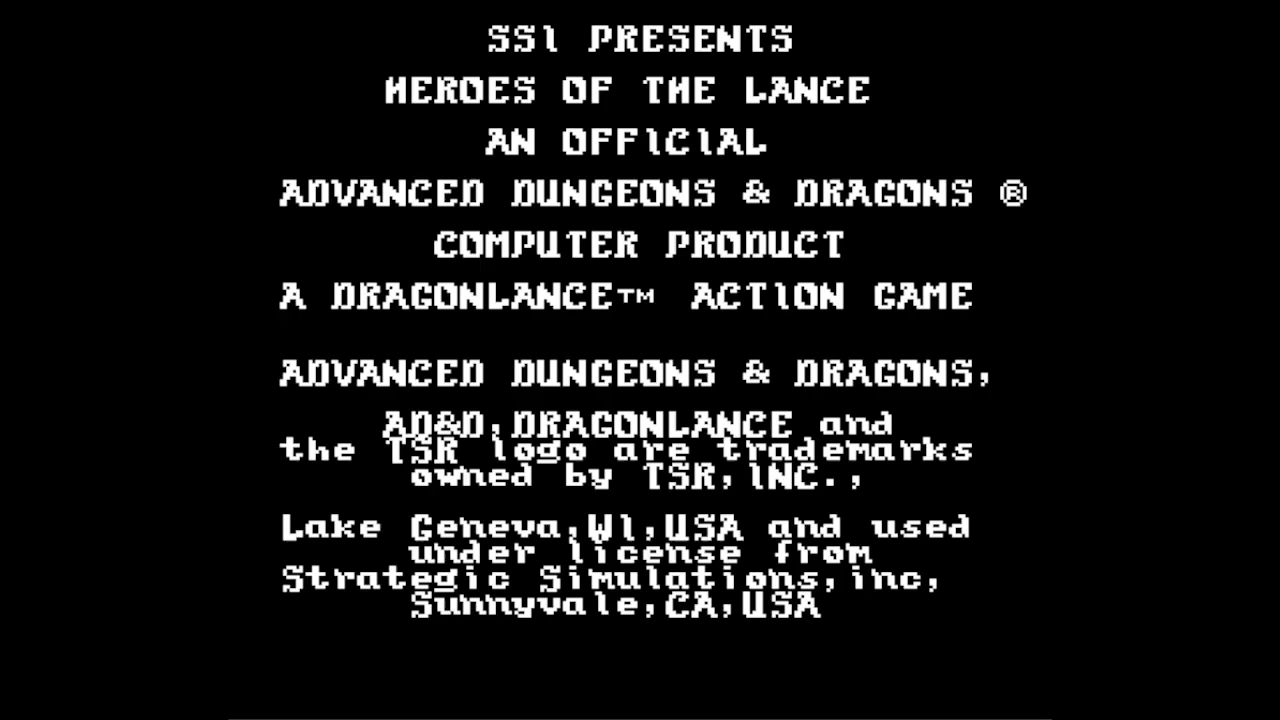 SSI PRESENTS
HEROES OF THE LANCE
AN OFFICIAL
ADVANCED DUNGEONS & DRAGONS ®
COMPUTER PRODUCT
A DRAGONLANCE™ ACTION GAME
ADVANCED DUNGEONS & DRAGONS,
AD&D,DRAGONLANCE and
the TSR logo are trademarks
owned by TSR,INC.,
Lake Geneva,WI,USA and used
under license from
Strategic Simulations,inc,
Sunnyvale,CA,USA